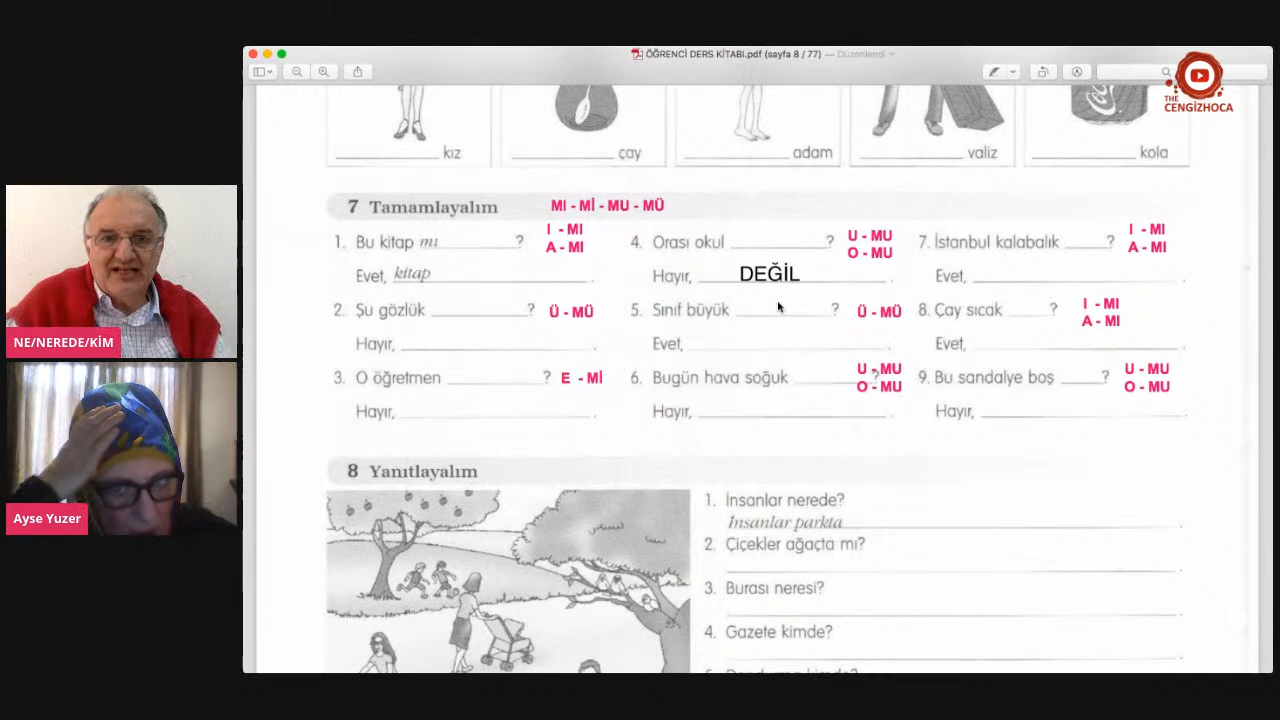 ÖĞRENCİ DERS KİTABI.pdf (sayfa 8 / 77) — Düzenlendi
THE
CENGİZHOCA
kız
çay
adam
valiz
kola
7 Tamamlayalım MI - Mİ - MU - MÜ
1. Bu kitap mı ? I - MI
A - MI
Evet, kitap .
2. Şu gözlük ? Ü - MÜ
Hayır, .
3. O öğretmen ? E - Mİ
Hayır, .
4. Orası okul ? U - MU
O - MU
Hayır, DEĞİL .
5. Sınıf büyük ? Ü - MÜ
Evet, .
6. Bugün hava soğuk ? U - MU
O - MU
Hayır, .
7. İstanbul kalabalık ? I - MI
A - MI
Evet, .
8. Çay sıcak ? I - MI
A - MI
Evet, .
9. Bu sandalye boş ? U - MU
O - MU
Hayır, .
NE/NEREDE/KİM
Ayse Yuzer
8 Yanıtlayalım
1. İnsanlar nerede?
İnsanlar parkta .
2. Çiçekler ağaçta mı?
.
3. Burası neresi?
.
4. Gazete kimde?
.